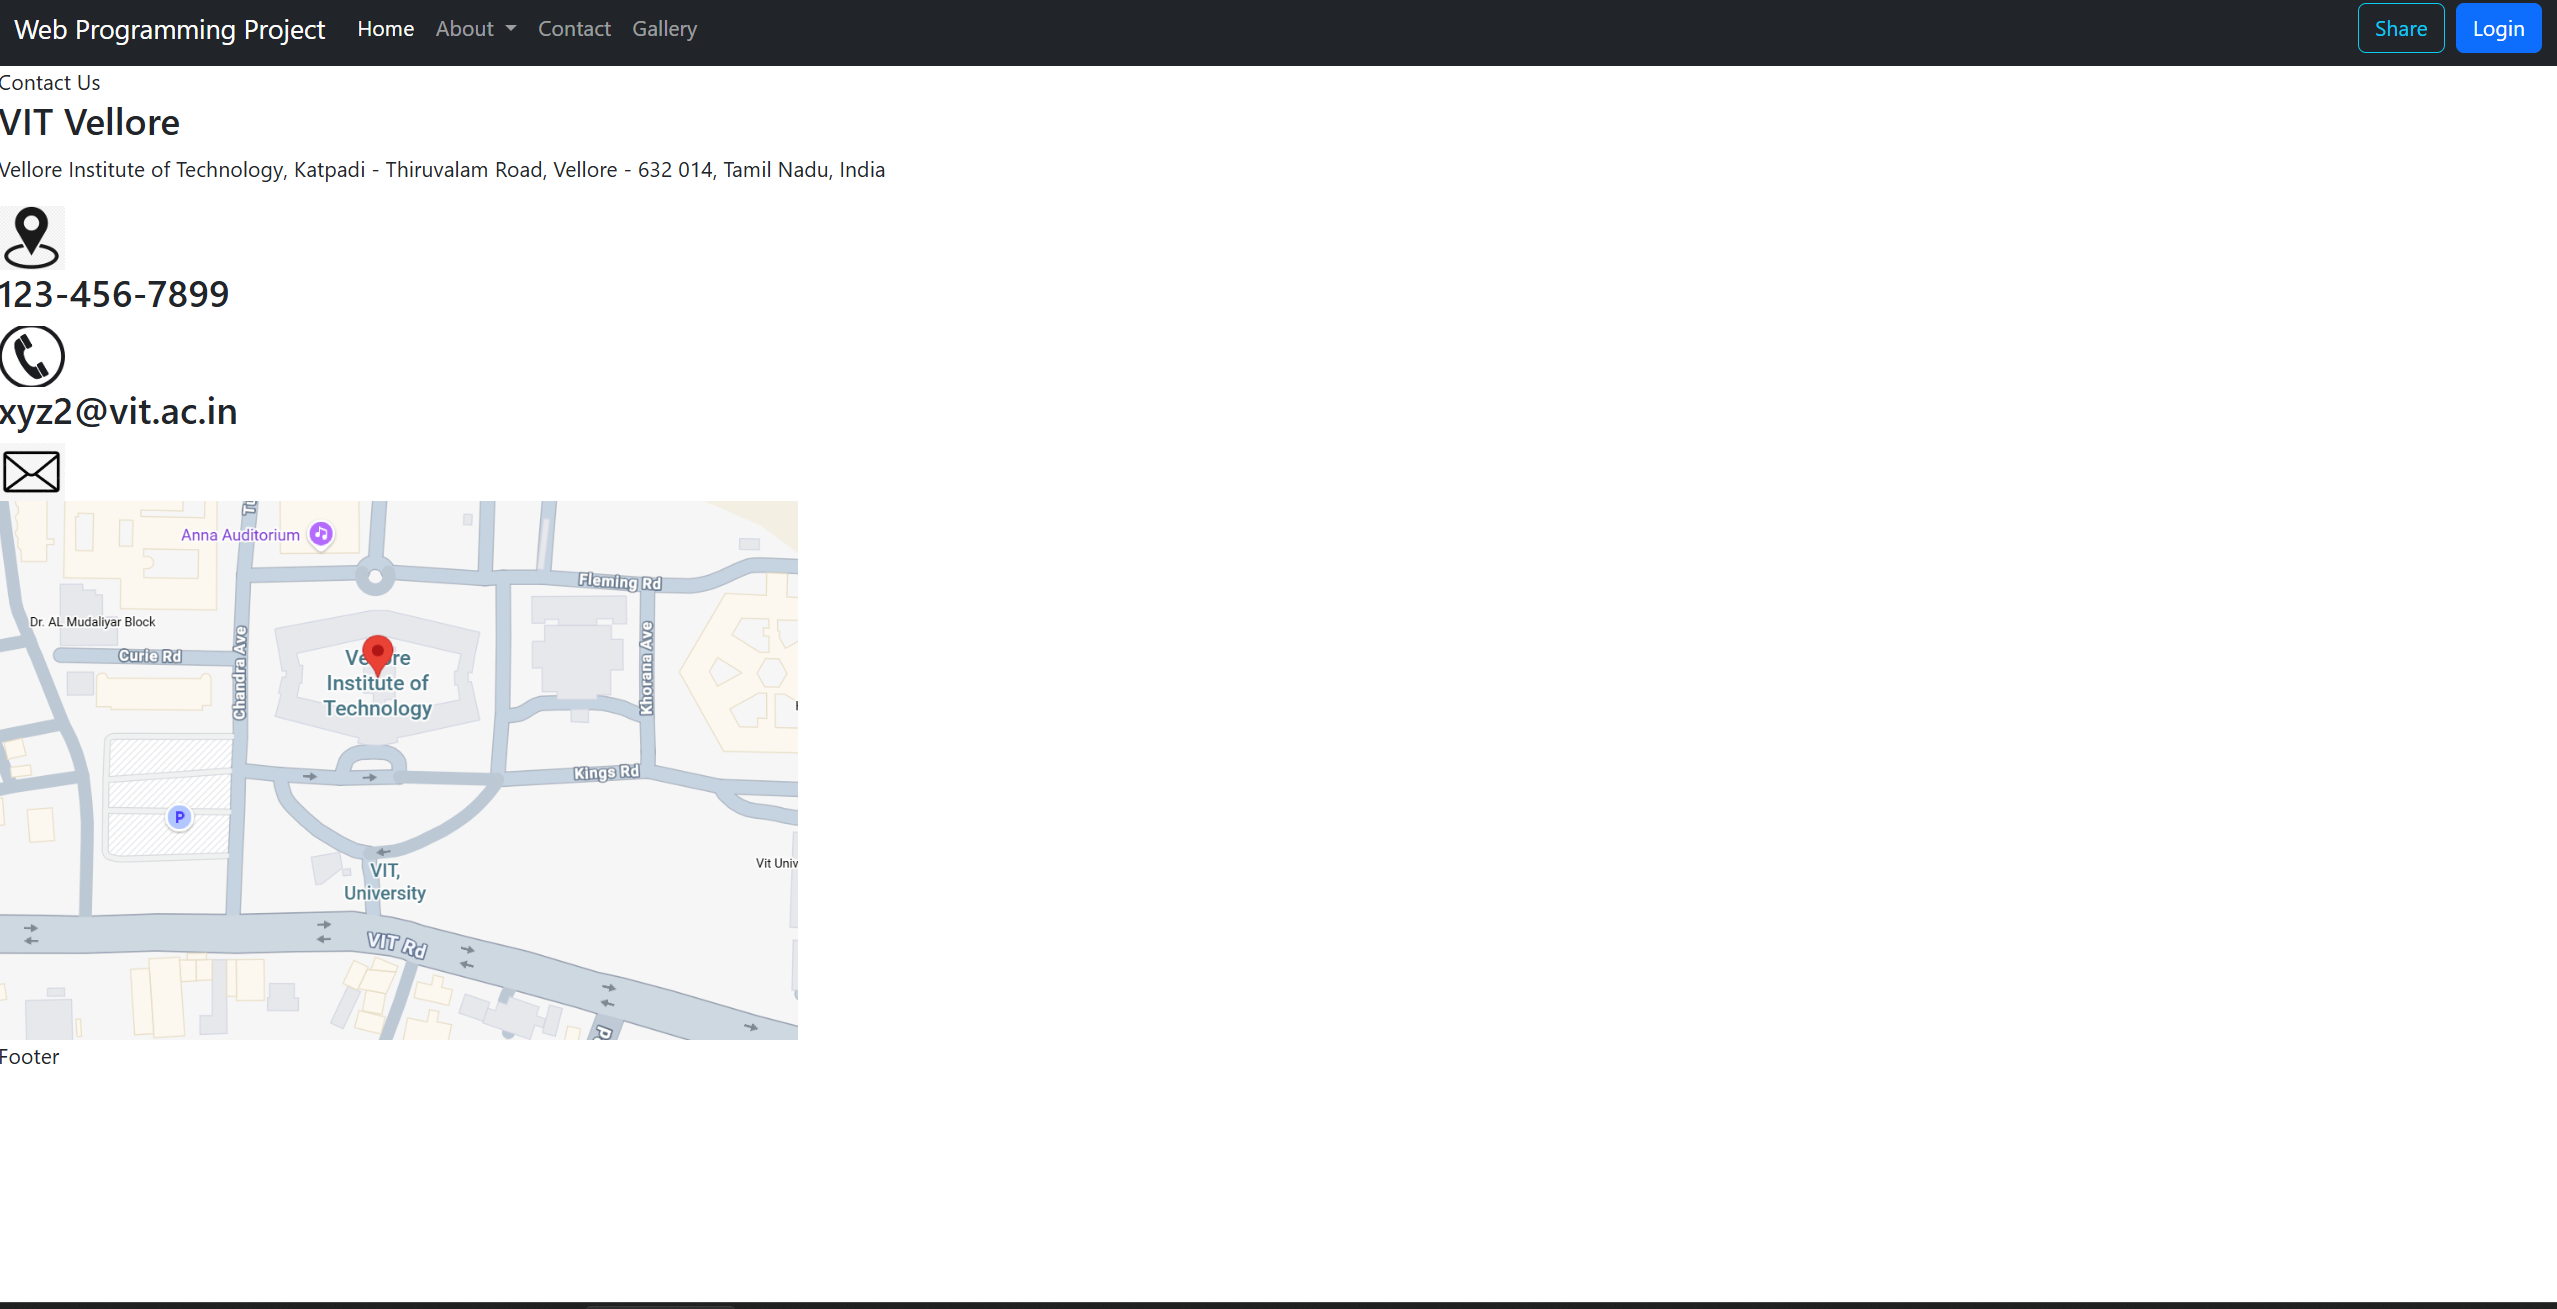 Web Programming Project Home About Contact Gallery Share Login
Contact Us
VIT Vellore
Vellore Institute of Technology, Katpadi - Thiruvalam Road, Vellore - 632 014, Tamil Nadu, India
123-456-7899
xyz2@vit.ac.in
Anna Auditorium
Fleming Rd
Dr. AL Mudaliyar Block
Curie Rd
Chandra Ave
Khorana Ave
Vellore
Institute of
Technology
Kings Rd
P
Vit Univ
VIT,
University
VIT Rd
Footer